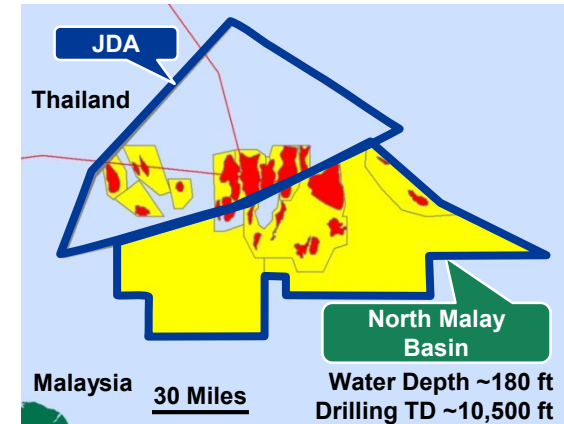 JDA
Thailand
North Malay
Basin
Malaysia
30 Miles
Water Depth ~180 ft
Drilling TD ~10,500 ft